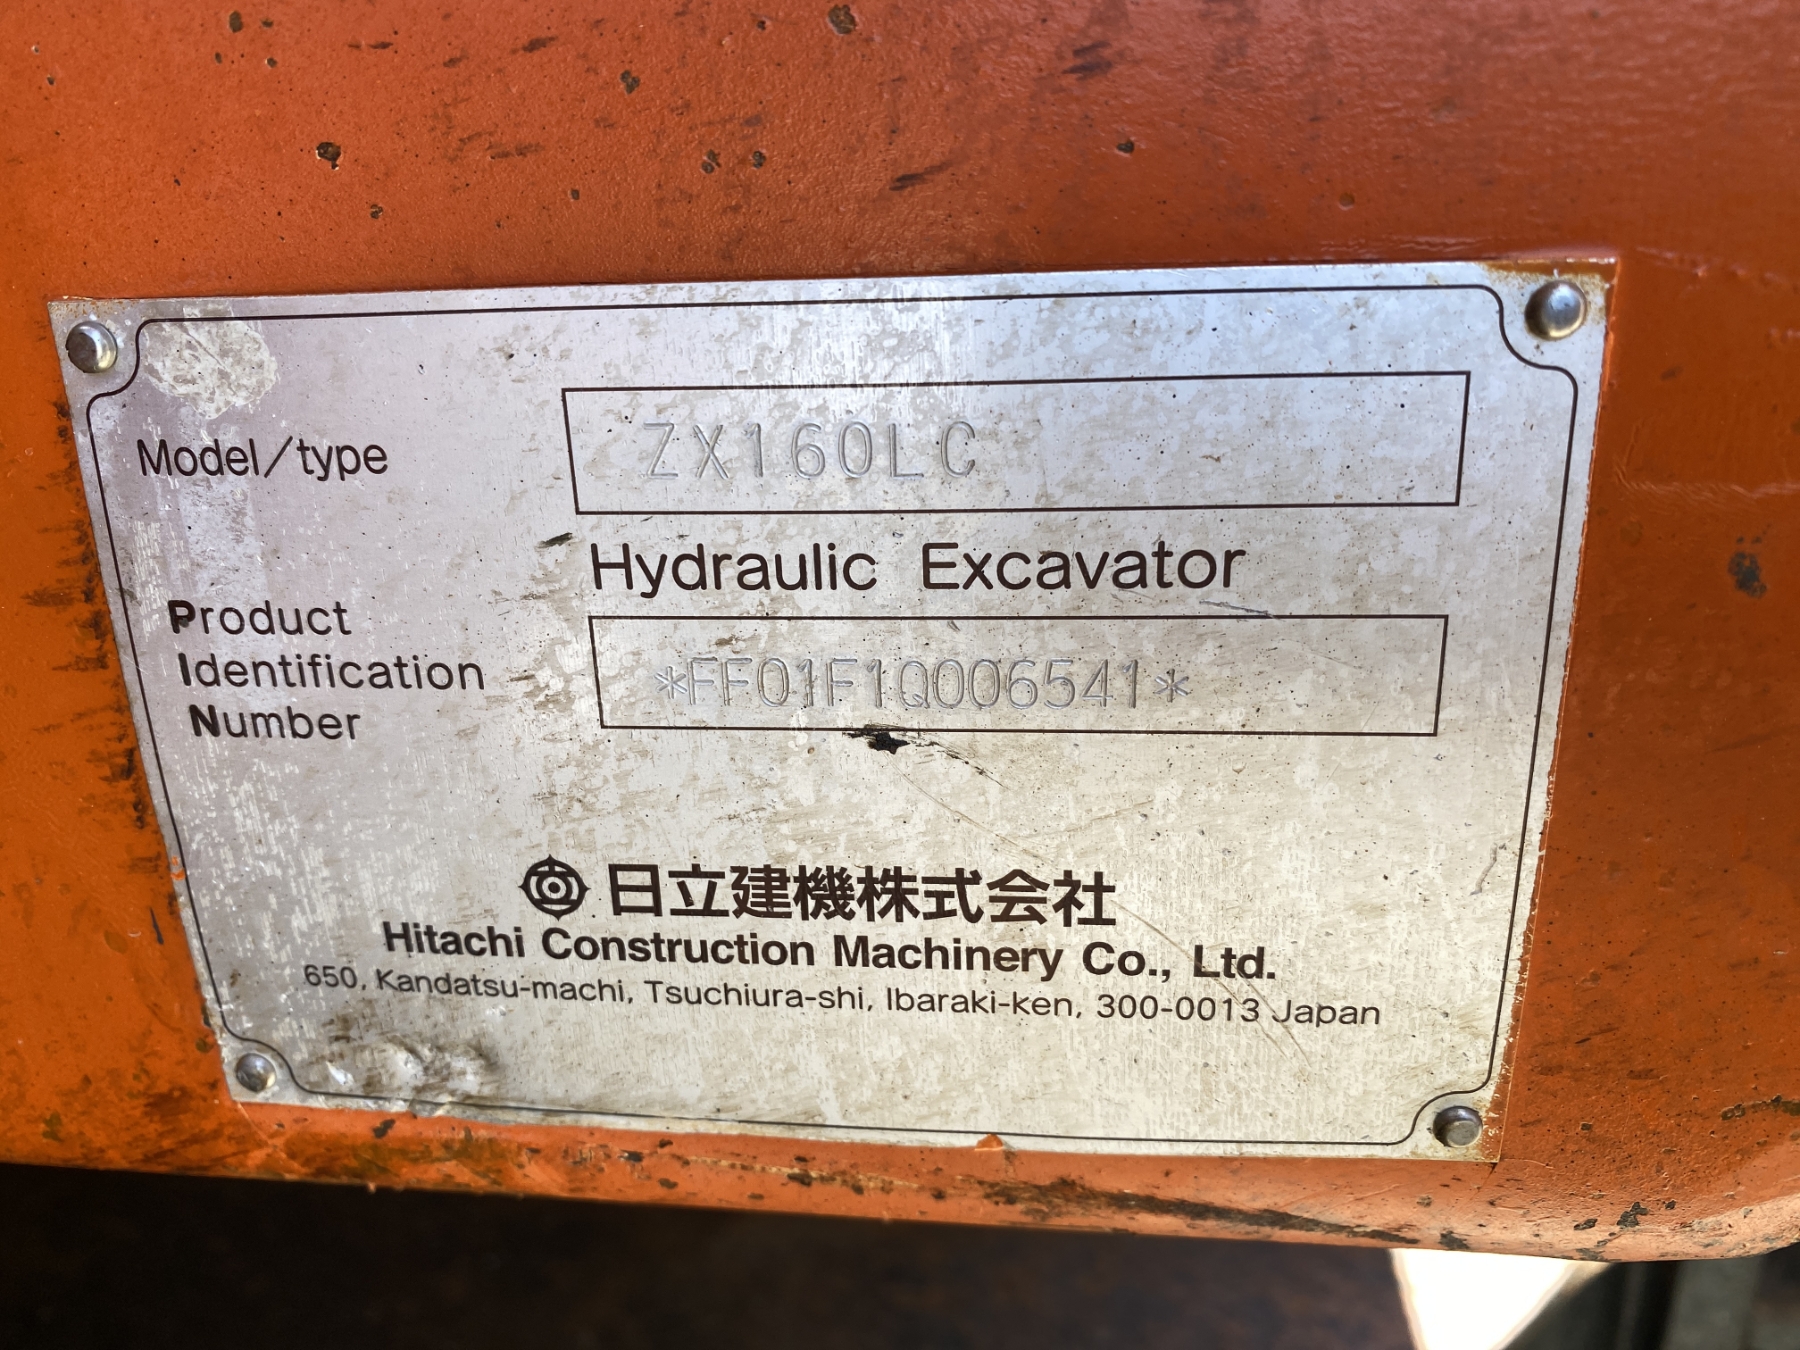 Model/type
ZX160LC
Hydraulic Excavator
Product
Identification
Number
*FF01F1Q006541*
日立建機株式会社
Hitachi Construction Machinery Co., Ltd.
650, Kandatsu-machi, Tsuchiura-shi, Ibaraki-ken, 300-0013 Japan